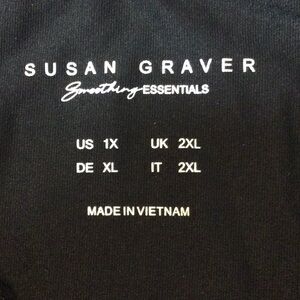 SUSAN GRAVER
Smoothing ESSENTIALS
US 1X UK 2XL
DE XL IT 2XL
MADE IN VIETNAM